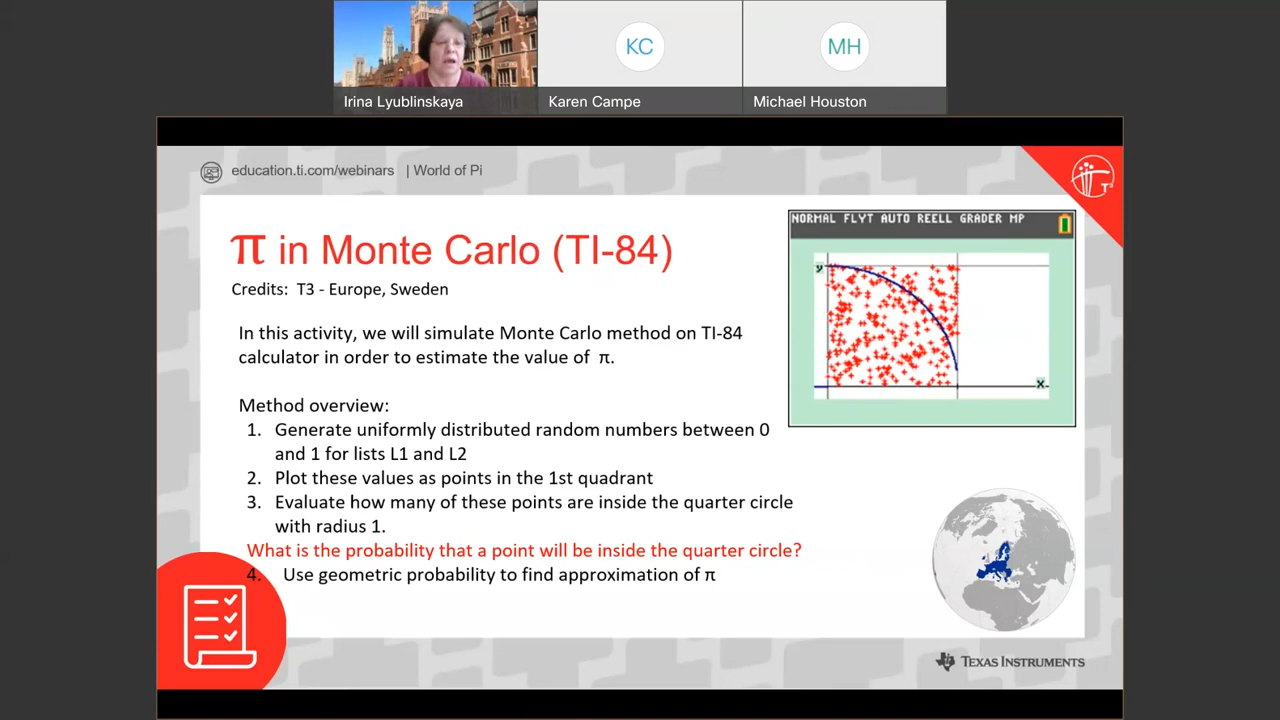 KC
MH
Irina Lyublinskaya
Karen Campe
Michael Houston
education.ti.com/webinars | World of Pi
T³
π in Monte Carlo (TI-84)
Credits: T3 - Europe, Sweden
In this activity, we will simulate Monte Carlo method on TI-84
calculator in order to estimate the value of π.
Method overview:
1. Generate uniformly distributed random numbers between 0
and 1 for lists L1 and L2
2. Plot these values as points in the 1st quadrant
3. Evaluate how many of these points are inside the quarter circle
with radius 1.
What is the probability that a point will be inside the quarter circle?
4. Use geometric probability to find approximation of π
NORMAL FLYT AUTO REELL GRADER MP
y
x
TEXAS INSTRUMENTS